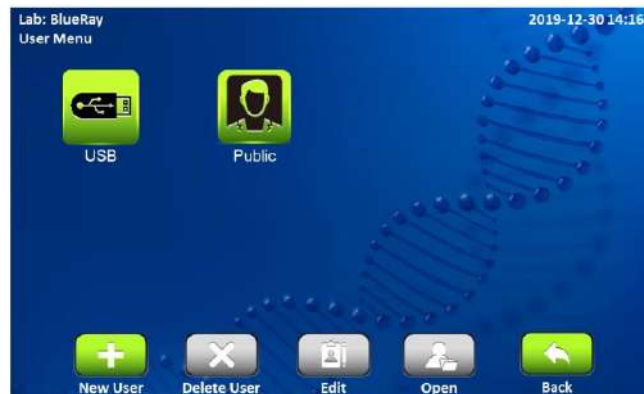 Lab: BlueRay
2019-12-30 14:16
User Menu
USB
Public
New User
Delete User
Edit
Open
Back